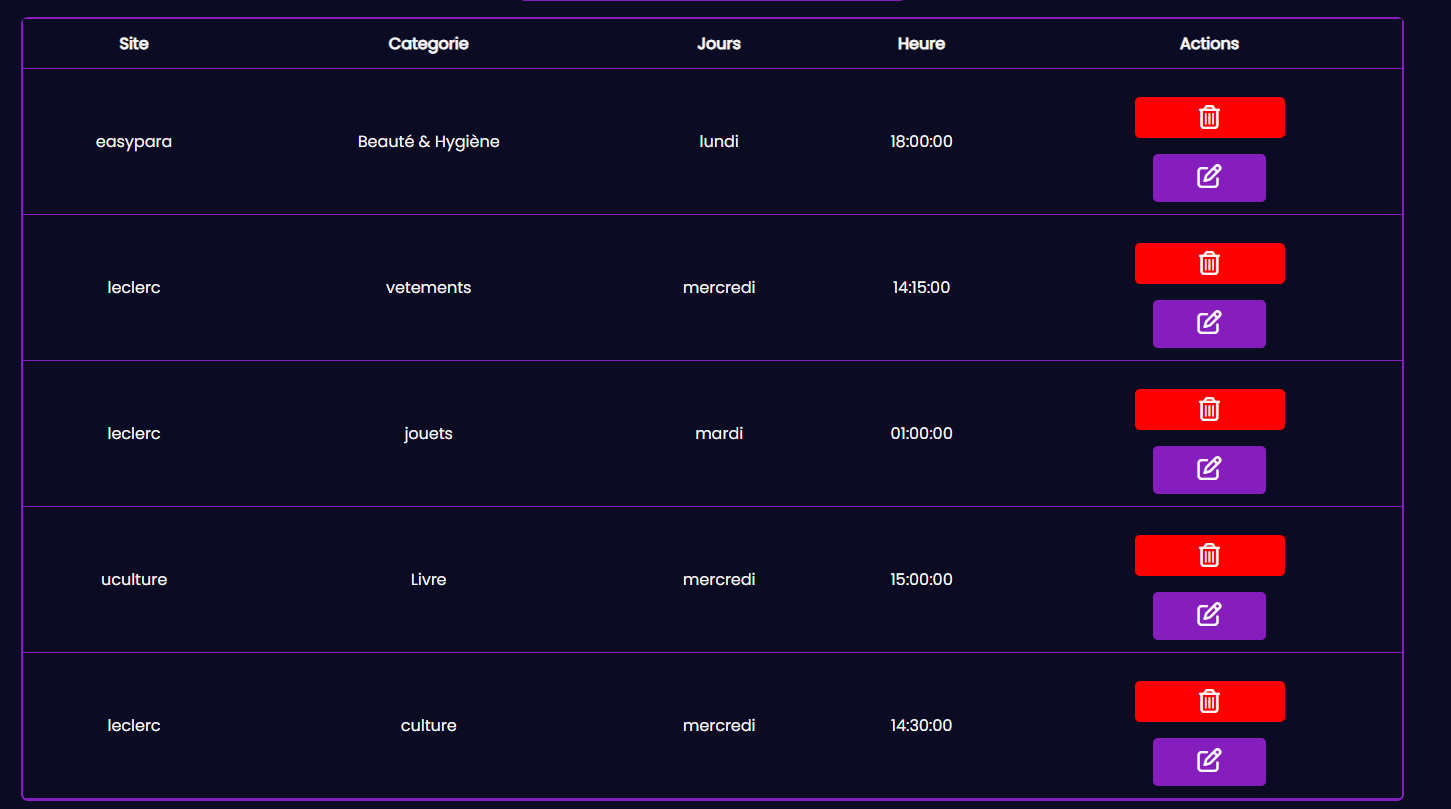 Site Categorie Jours Heure Actions
easypara Beauté & Hygiène lundi 18:00:00
leclerc vetements mercredi 14:15:00
leclerc jouets mardi 01:00:00
uculture Livre mercredi 15:00:00
leclerc culture mercredi 14:30:00